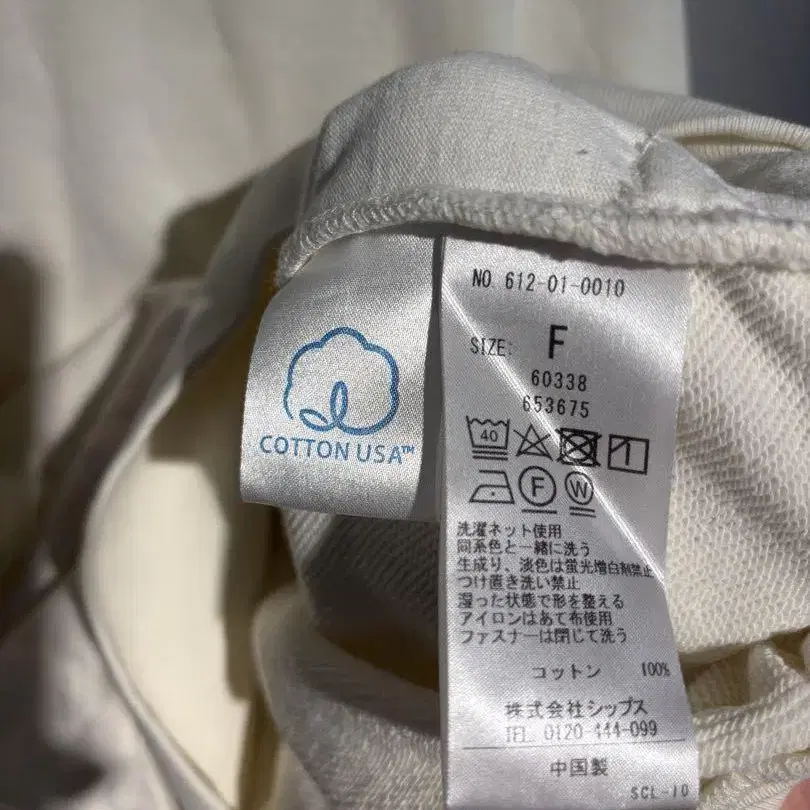 COTTON USA™
NO. 612-01-0010
SIZE: F
60338
653675
40
F W
洗濯ネット使用
同系色と一緒に洗う
生成り、淡色は蛍光増白剤禁止
つけ置き洗い禁止
湿った状態で形を整える
アイロンはあて布使用
ファスナーは閉じて洗う
コットン 100%
株式会社シップス
TEL 0120-444-099
中国製
SCL-10